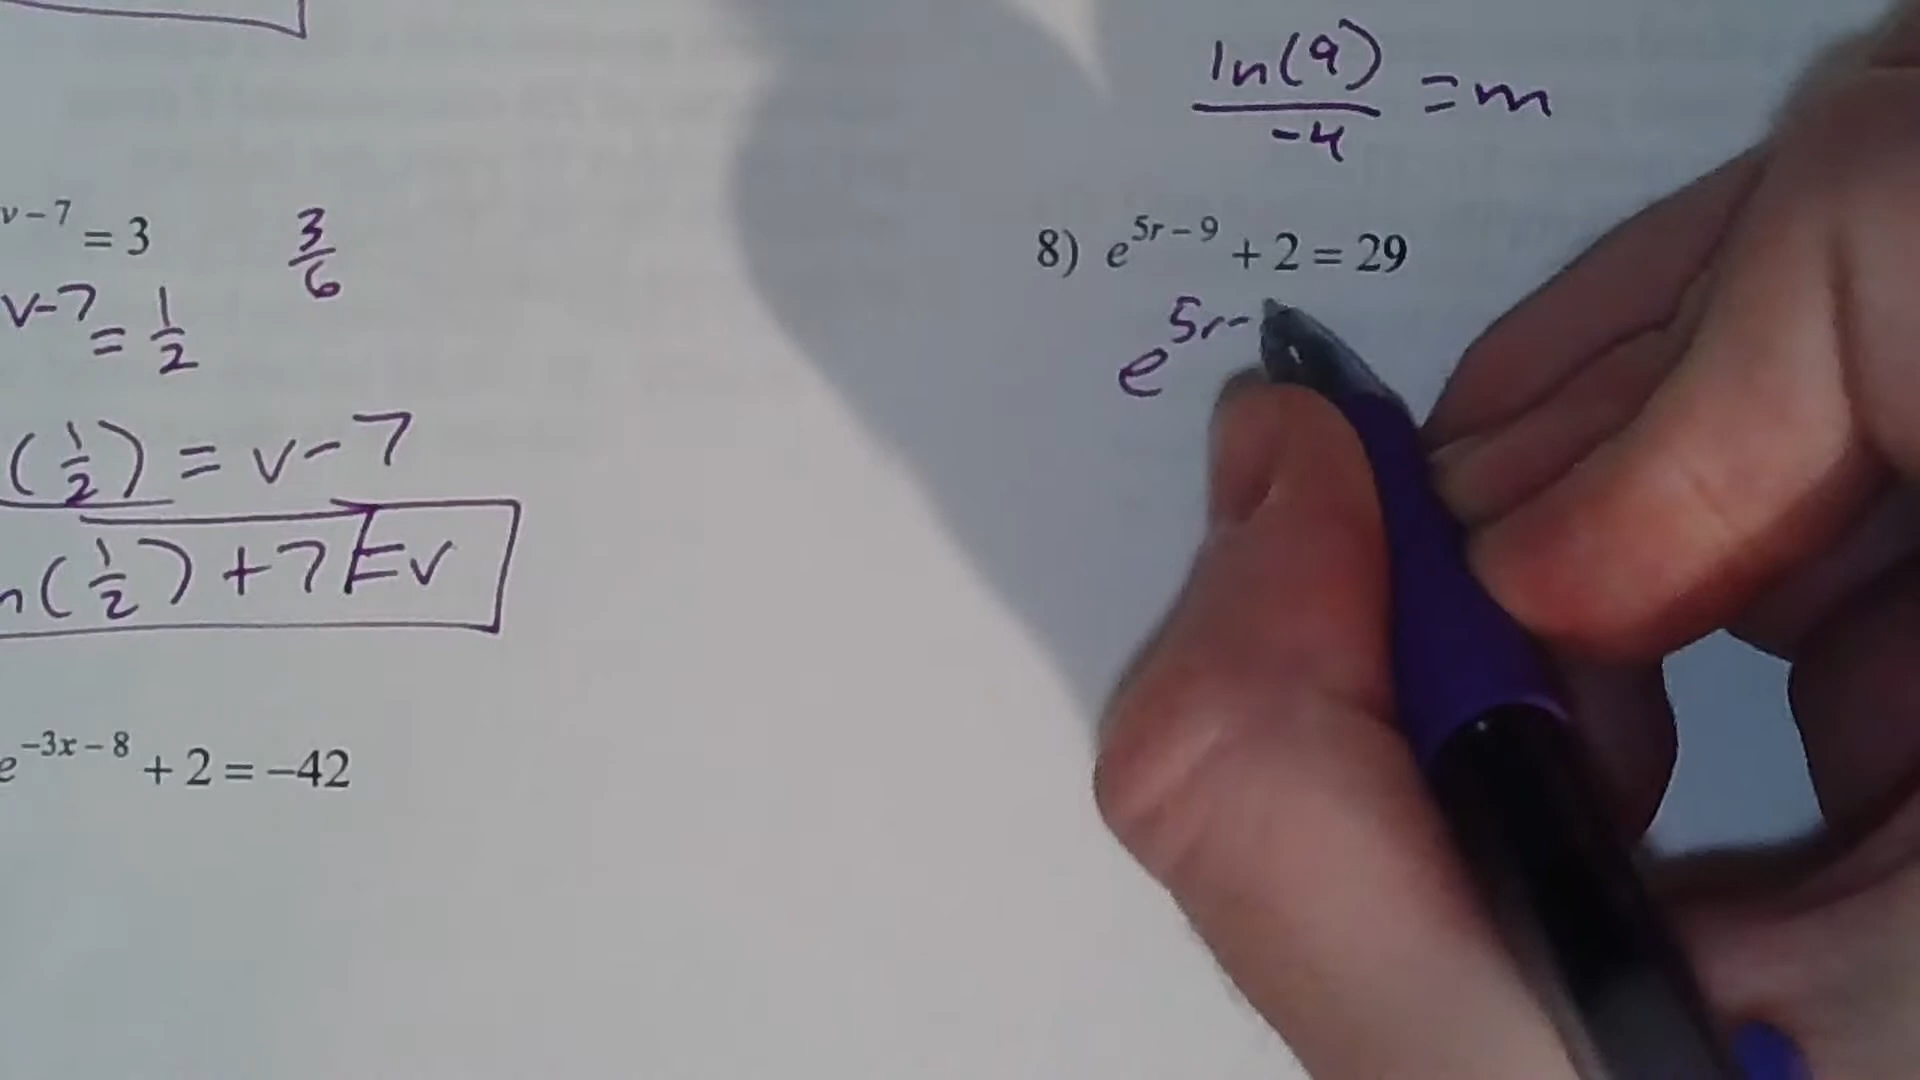 v - 7 = 3
3/6
v-7 = 1/2
(1/2) = v-7
n(1/2) + 7 = v
e^(-3x - 8) + 2 = -42
ln(9)/-4 = m
8) e^(5r - 9) + 2 = 29
e^(5r-